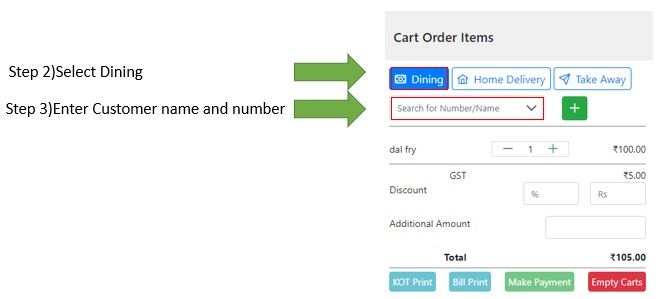 Cart Order Items
Step 2)Select Dining
Dining Home Delivery Take Away
Step 3)Enter Customer name and number
Search for Number/Name +
dal fry — 1 + ₹100.00
GST ₹5.00
Discount % Rs
Additional Amount
Total ₹105.00
KOT Print Bill Print Make Payment Empty Carts